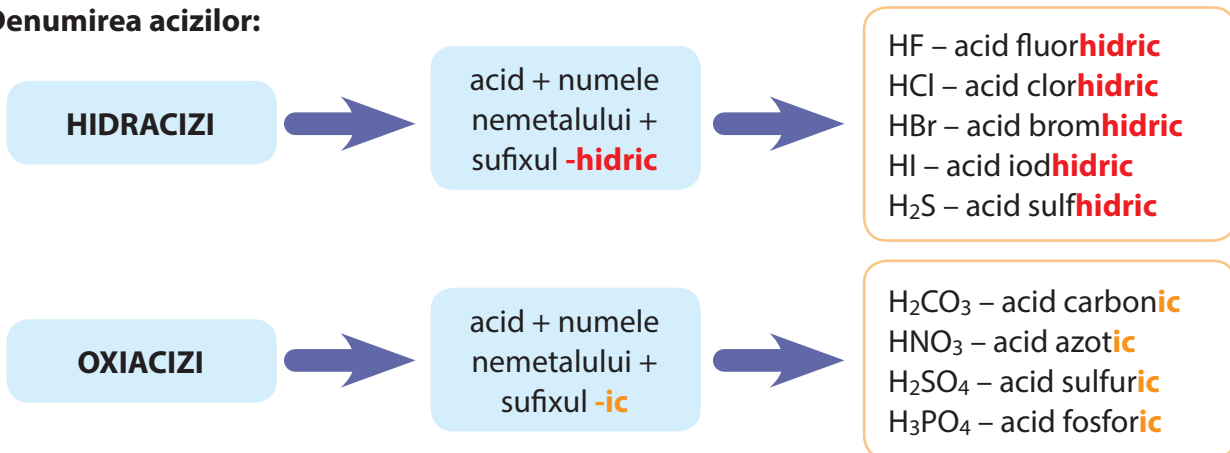 Denumirea acizilor:
HIDRACIZI
acid + numele
nemetalului +
sufixul -hidric
HF – acid fluorhidric
HCl – acid clorhidric
HBr – acid bromhidric
HI – acid iodhidric
H₂S – acid sulfhidric
OXIACIZI
acid + numele
nemetalului +
sufixul -ic
H₂CO₃ – acid carbonic
HNO₃ – acid azotic
H₂SO₄ – acid sulfuric
H₃PO₄ – acid fosforic